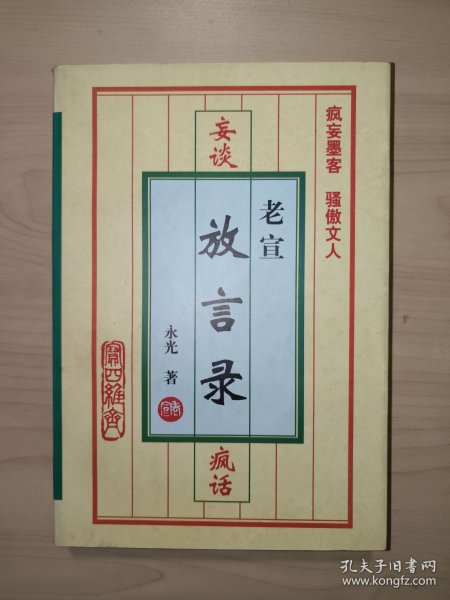 疯妄墨客 骚傲文人
妄谈
老宣
放言录
永光 著
疯话
孔夫子旧书网
www.kongfz.com